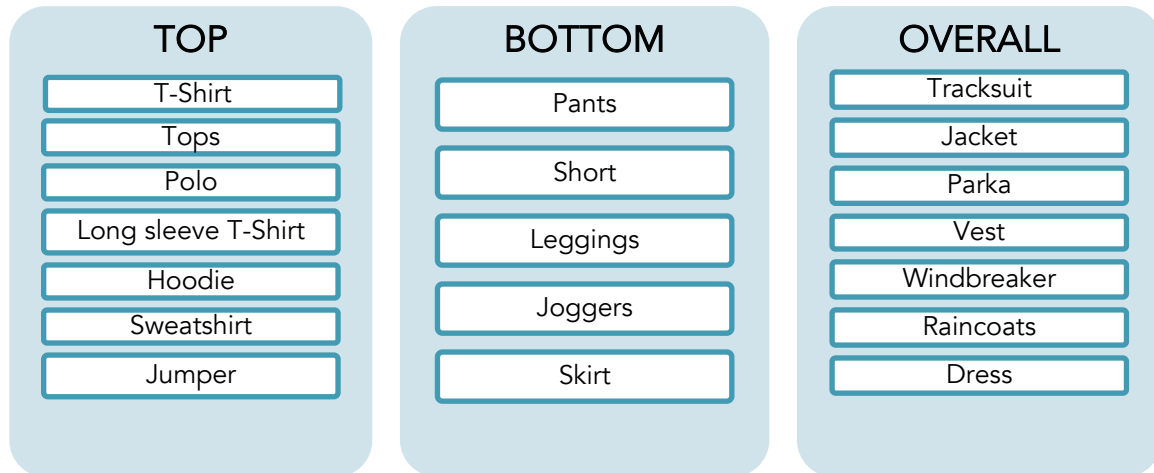 TOP
T-Shirt
Tops
Polo
Long sleeve T-Shirt
Hoodie
Sweatshirt
Jumper
BOTTOM
Pants
Short
Leggings
Joggers
Skirt
OVERALL
Tracksuit
Jacket
Parka
Vest
Windbreaker
Raincoats
Dress